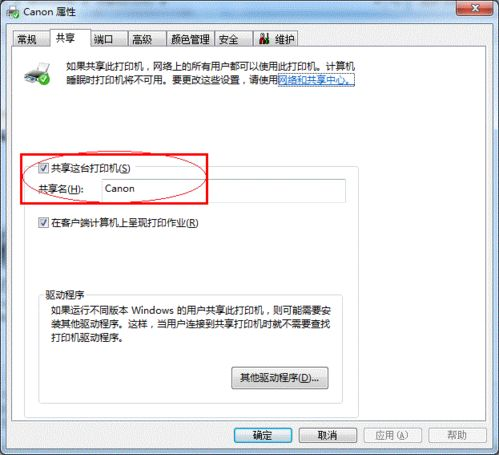 Canon 属性
常规 共享 端口 高级 颜色管理 安全 维护
如果共享此打印机，网络上的所有用户都可以使用此打印机。计算机
睡眠时打印机将不可用。要更改这些设置，请使用网络和共享中心。
共享这台打印机(S)
共享名(H): Canon
在客户端计算机上呈现打印作业(R)
驱动程序
如果运行不同版本 Windows 的用户共享此打印机，则可能需要安
装其他驱动程序。这样，当用户连接到共享打印机时就不需要查找
打印机驱动程序。
其他驱动程序(D)...
确定 取消 应用(A) 帮助